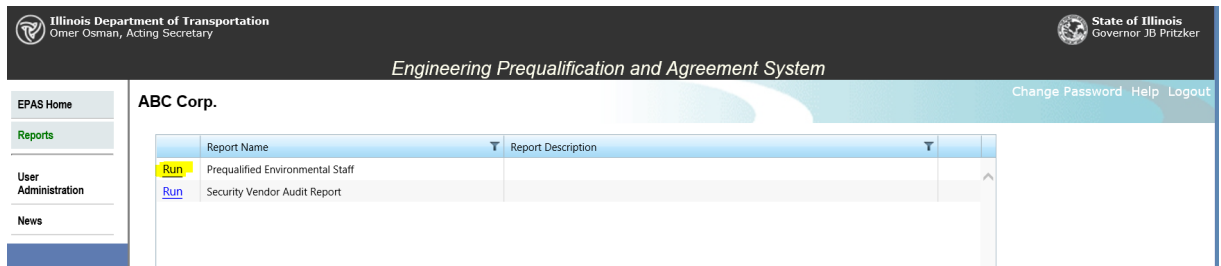 Illinois Department of Transportation
Omer Osman, Acting Secretary
State of Illinois
Governor JB Pritzker
Engineering Prequalification and Agreement System
Change Password Help Logout
EPAS Home
Reports
User
Administration
News
ABC Corp.
Report Name Report Description
Run Prequalified Environmental Staff
Run Security Vendor Audit Report